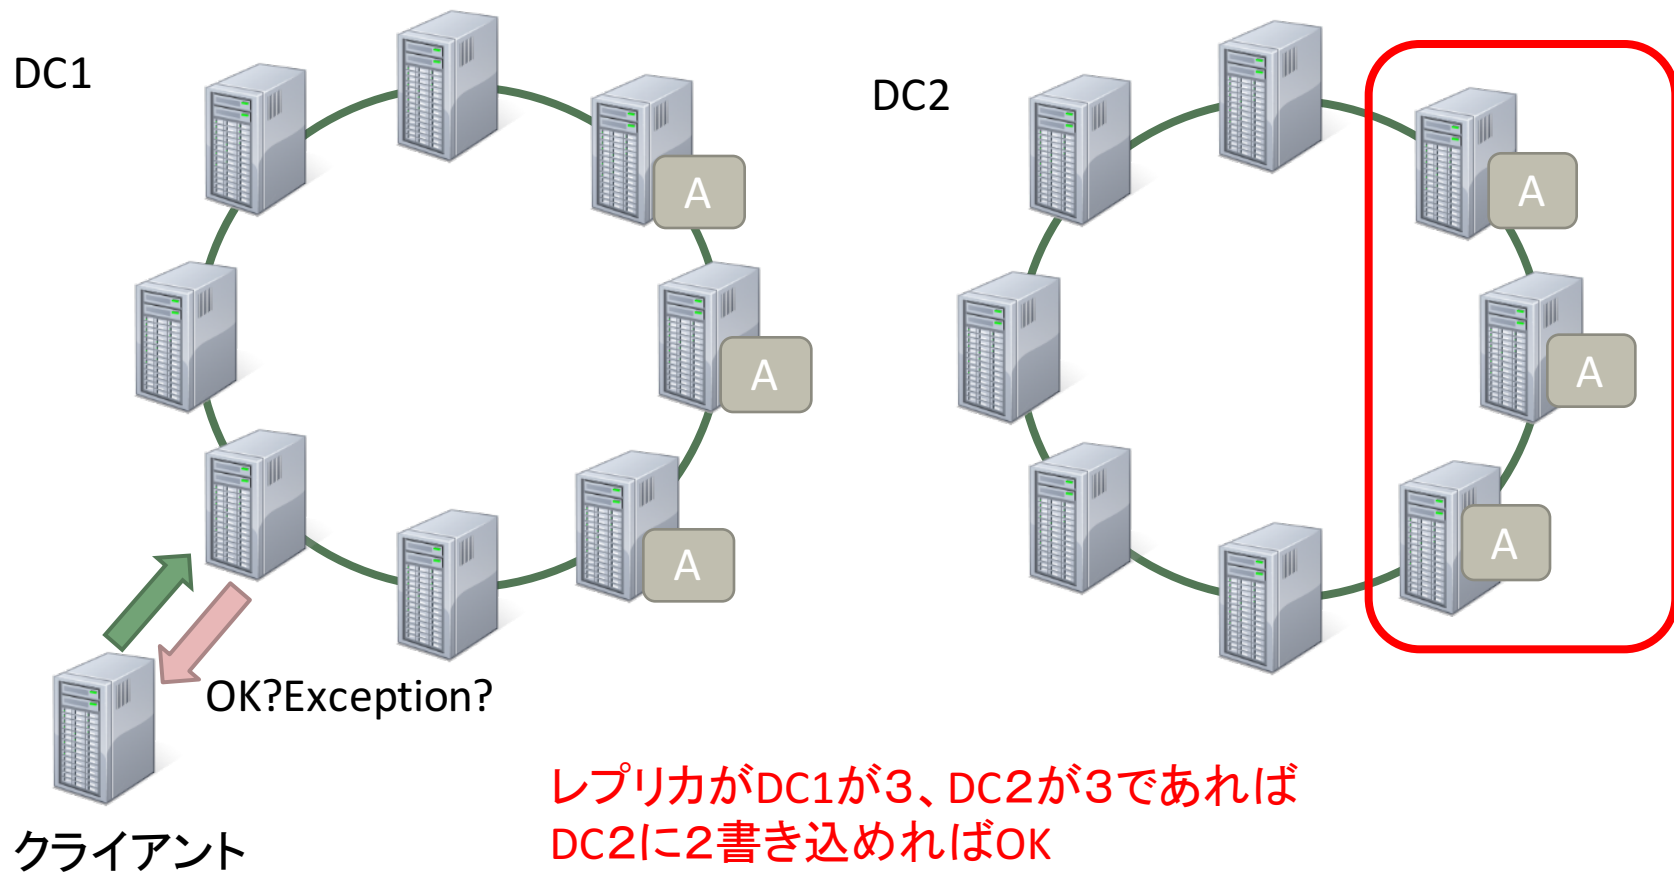 DC1
DC2
A
A
A
A
A
A
OK?Exception?
クライアント
レプリカがDC1が３、DC２が３であれば
DC２に２書き込めればOK